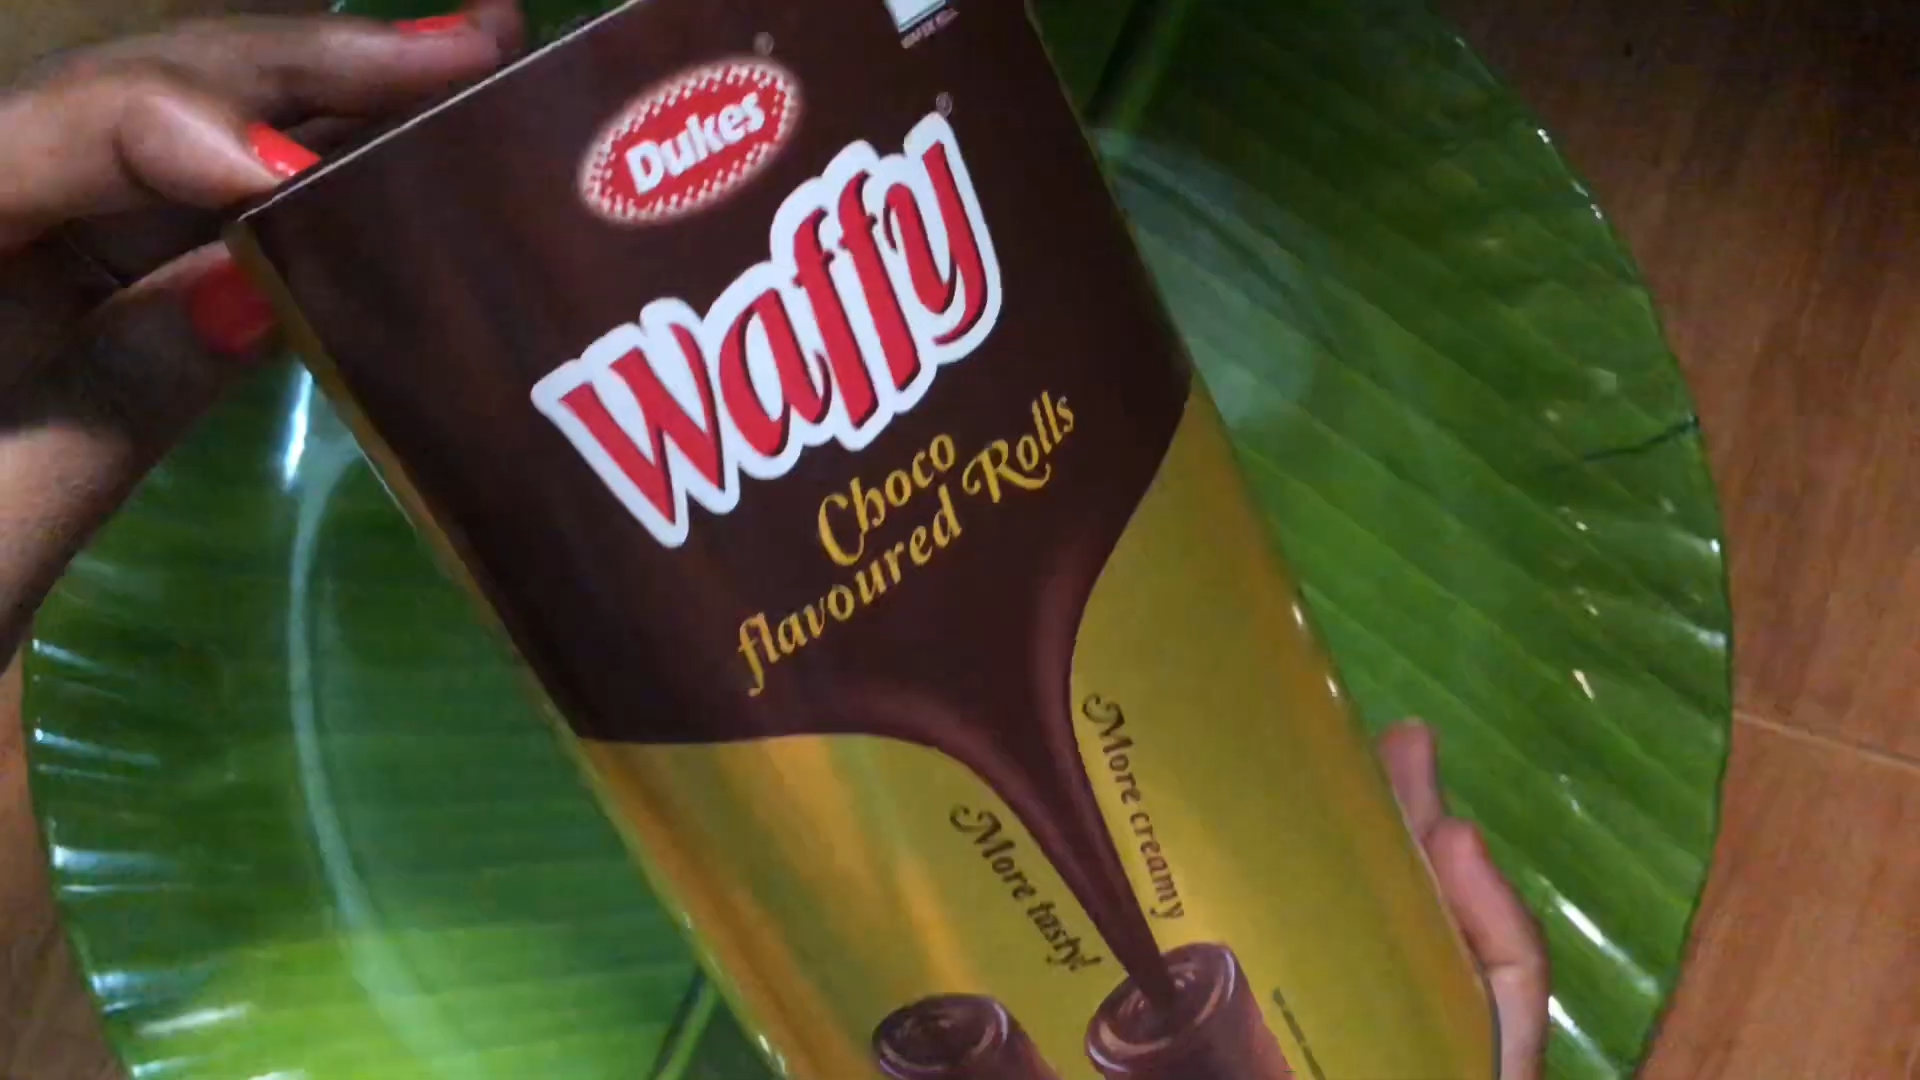 Dukes
Waffy
Choco
flavoured Rolls
More creamy
More tasty!